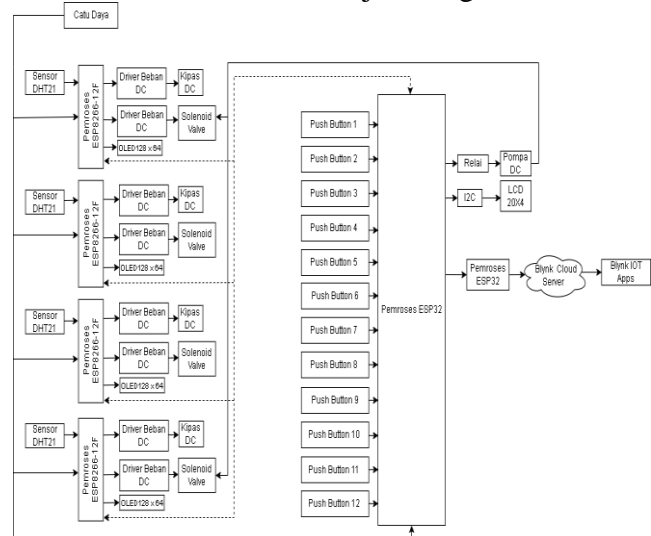 Catu Daya
Sensor
DHT21
Pemroses
ESP8266-12F
Driver Beban
DC
Kipas
DC
Driver Beban
DC
Solenoid
Valve
OLED128 x 64
Sensor
DHT21
Pemroses
ESP8266-12F
Driver Beban
DC
Kipas
DC
Driver Beban
DC
Solenoid
Valve
OLED128 x 64
Sensor
DHT21
Pemroses
ESP8266-12F
Driver Beban
DC
Kipas
DC
Driver Beban
DC
Solenoid
Valve
OLED128 x 64
Sensor
DHT21
Pemroses
ESP8266-12F
Driver Beban
DC
Kipas
DC
Driver Beban
DC
Solenoid
Valve
OLED128 x 64
Push Button 1
Push Button 2
Push Button 3
Push Button 4
Push Button 5
Push Button 6
Push Button 7
Push Button 8
Push Button 9
Push Button 10
Push Button 11
Push Button 12
Pemroses ESP32
Relai
Pompa
DC
I2C
LCD
20X4
Pemroses
ESP32
Blynk Cloud
Server
Blynk IOT
Apps